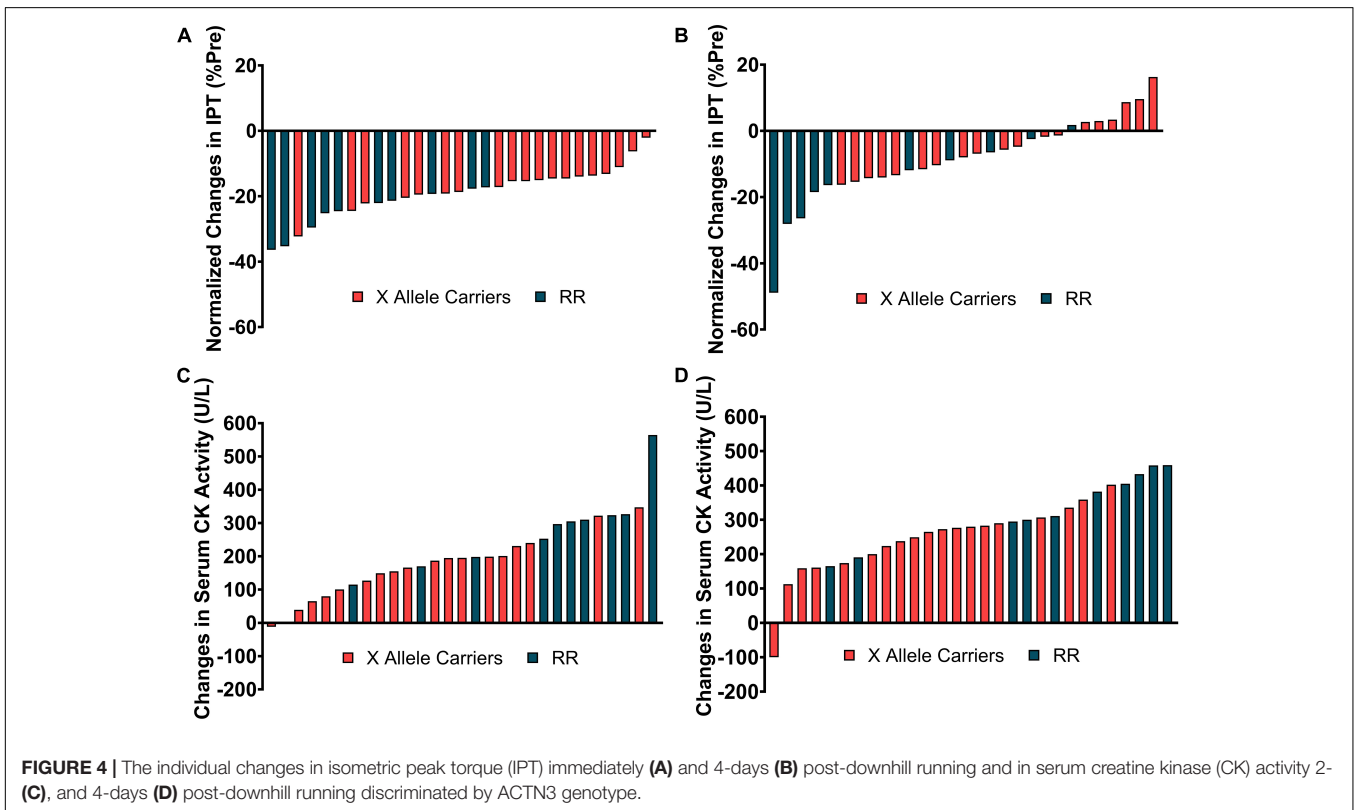 A
Normalized Changes in IPT (%Pre)
20
0
-20
-40
-60
X Allele Carriers
RR
B
Normalized Changes in IPT (%Pre)
20
0
-20
-40
-60
X Allele Carriers
RR
C
Changes in Serum CK Actvity (U/L)
600
500
400
300
200
100
0
-100
-200
X Allele Carriers
RR
D
Changes in Serum CK Activity (U/L)
600
500
400
300
200
100
0
-100
-200
X Allele Carriers
RR
FIGURE 4 | The individual changes in isometric peak torque (IPT) immediately (A) and 4-days (B) post-downhill running and in serum creatine kinase (CK) activity 2-
(C), and 4-days (D) post-downhill running discriminated by ACTN3 genotype.